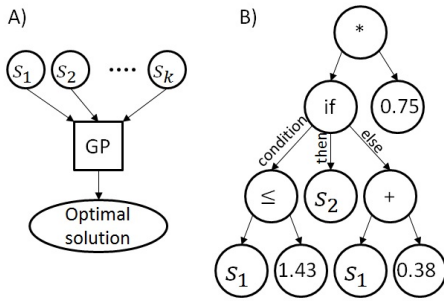 A)
S₁ S₂ .... Sₖ
GP
Optimal
solution
B)
*
if 0.75
condition then else
≤ S₂ +
S₁ 1.43 S₁ 0.38